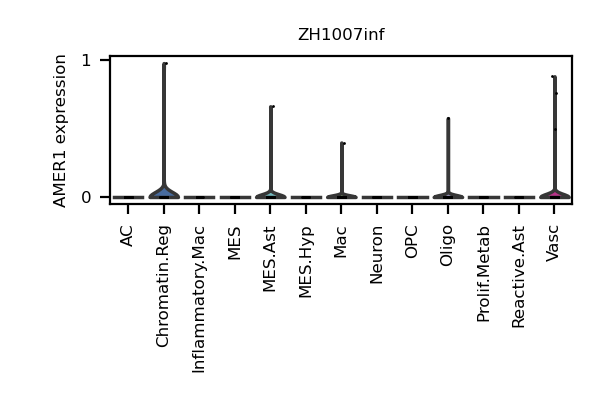 ZH1007inf
AMER1 expression
1
0
AC
Chromatin.Reg
Inflammatory.Mac
MES
MES.Ast
MES.Hyp
Mac
Neuron
OPC
Oligo
Prolif.Metab
Reactive.Ast
Vasc